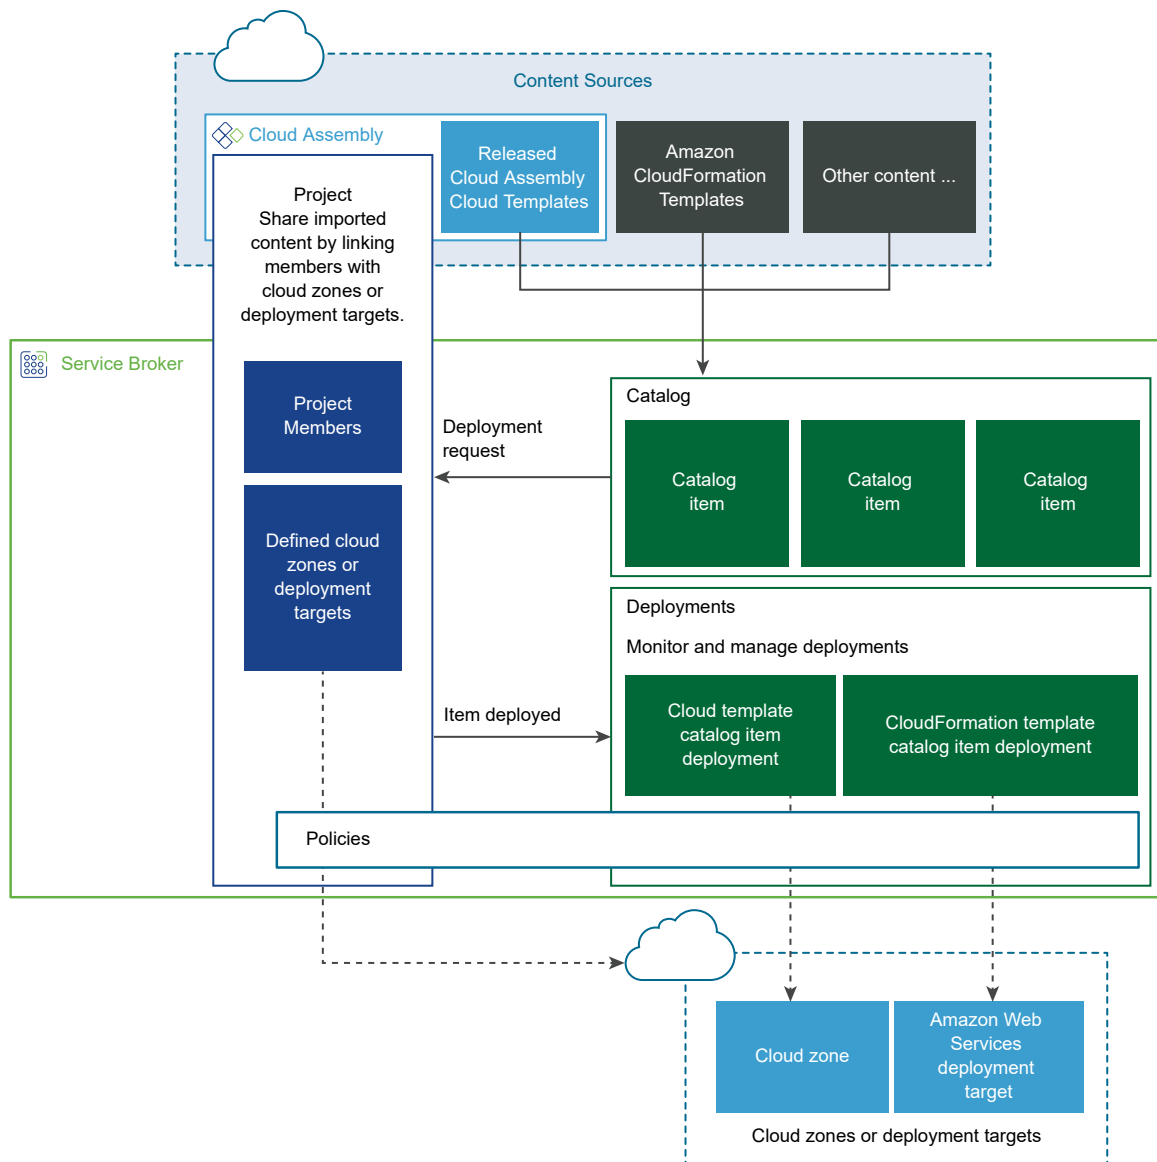 Content Sources
Cloud Assembly
Released
Cloud Assembly
Cloud Templates
Amazon
CloudFormation
Templates
Other content ...
Project
Share imported
content by linking
members with
cloud zones or
deployment targets.
Service Broker
Project
Members
Defined cloud
zones or
deployment
targets
Deployment
request
Catalog
Catalog
item
Catalog
item
Catalog
item
Deployments
Monitor and manage deployments
Item deployed
Cloud template
catalog item
deployment
CloudFormation template
catalog item deployment
Policies
Cloud zone
Amazon Web
Services
deployment
target
Cloud zones or deployment targets